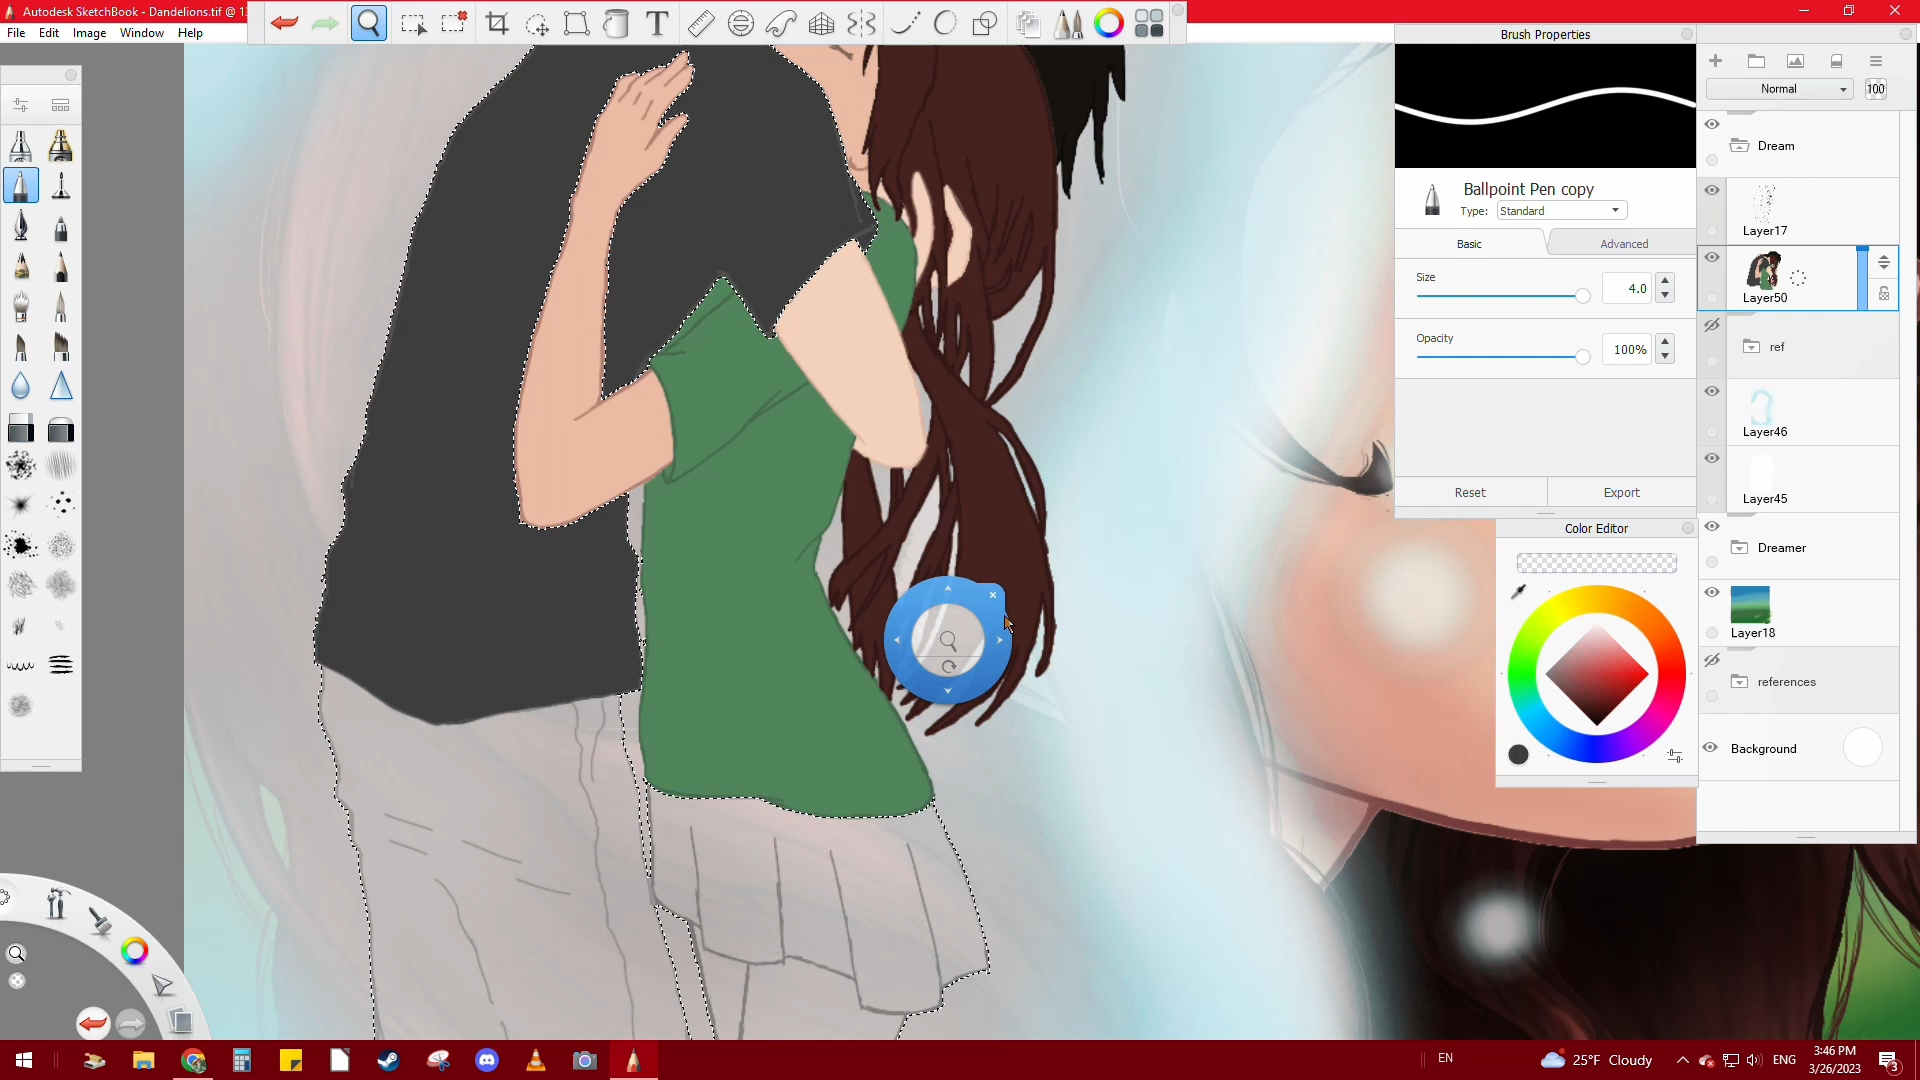 Autodesk SketchBook - Dandelions.tif @ 1
File Edit Image Window Help
T
Brush Properties
Ballpoint Pen copy
Type: Standard
Basic Advanced
Size
4.0
Opacity
100%
Reset Export
Color Editor
Normal 100
Dream
Layer17
Layer50
ref
Layer46
Layer45
Dreamer
Layer18
references
Background
EN
25°F Cloudy
ENG
3:46 PM
3/26/2023
3